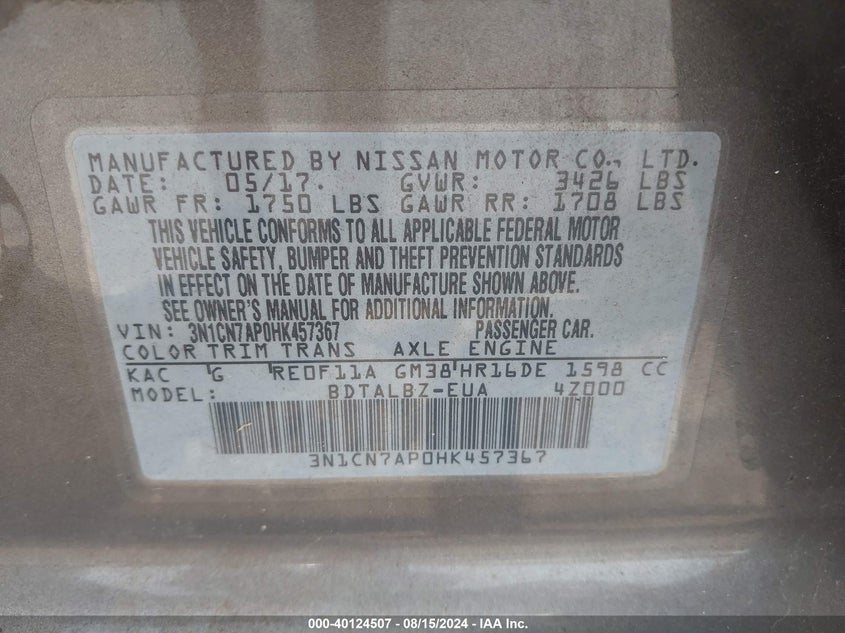 MANUFACTURED BY NISSAN MOTOR CO., LTD.
DATE: 05/17. GVWR: 3426 LBS
GAWR FR: 1750 LBS GAWR RR: 1708 LBS
THIS VEHICLE CONFORMS TO ALL APPLICABLE FEDERAL MOTOR
VEHICLE SAFETY, BUMPER AND THEFT PREVENTION STANDARDS
IN EFFECT ON THE DATE OF MANUFACTURE SHOWN ABOVE.
SEE OWNER'S MANUAL FOR ADDITIONAL INFORMATION.
VIN: 3N1CN7AP0HK457367 PASSENGER CAR.
COLOR TRIM TRANS AXLE ENGINE
KAC G RE0F11A GM38 HR16DE 1598 CC
MODEL: BDTALBZ-EUA 4Z000
3N1CN7AP0HK457367
000-40124507 - 08/15/2024 - IAA Inc.